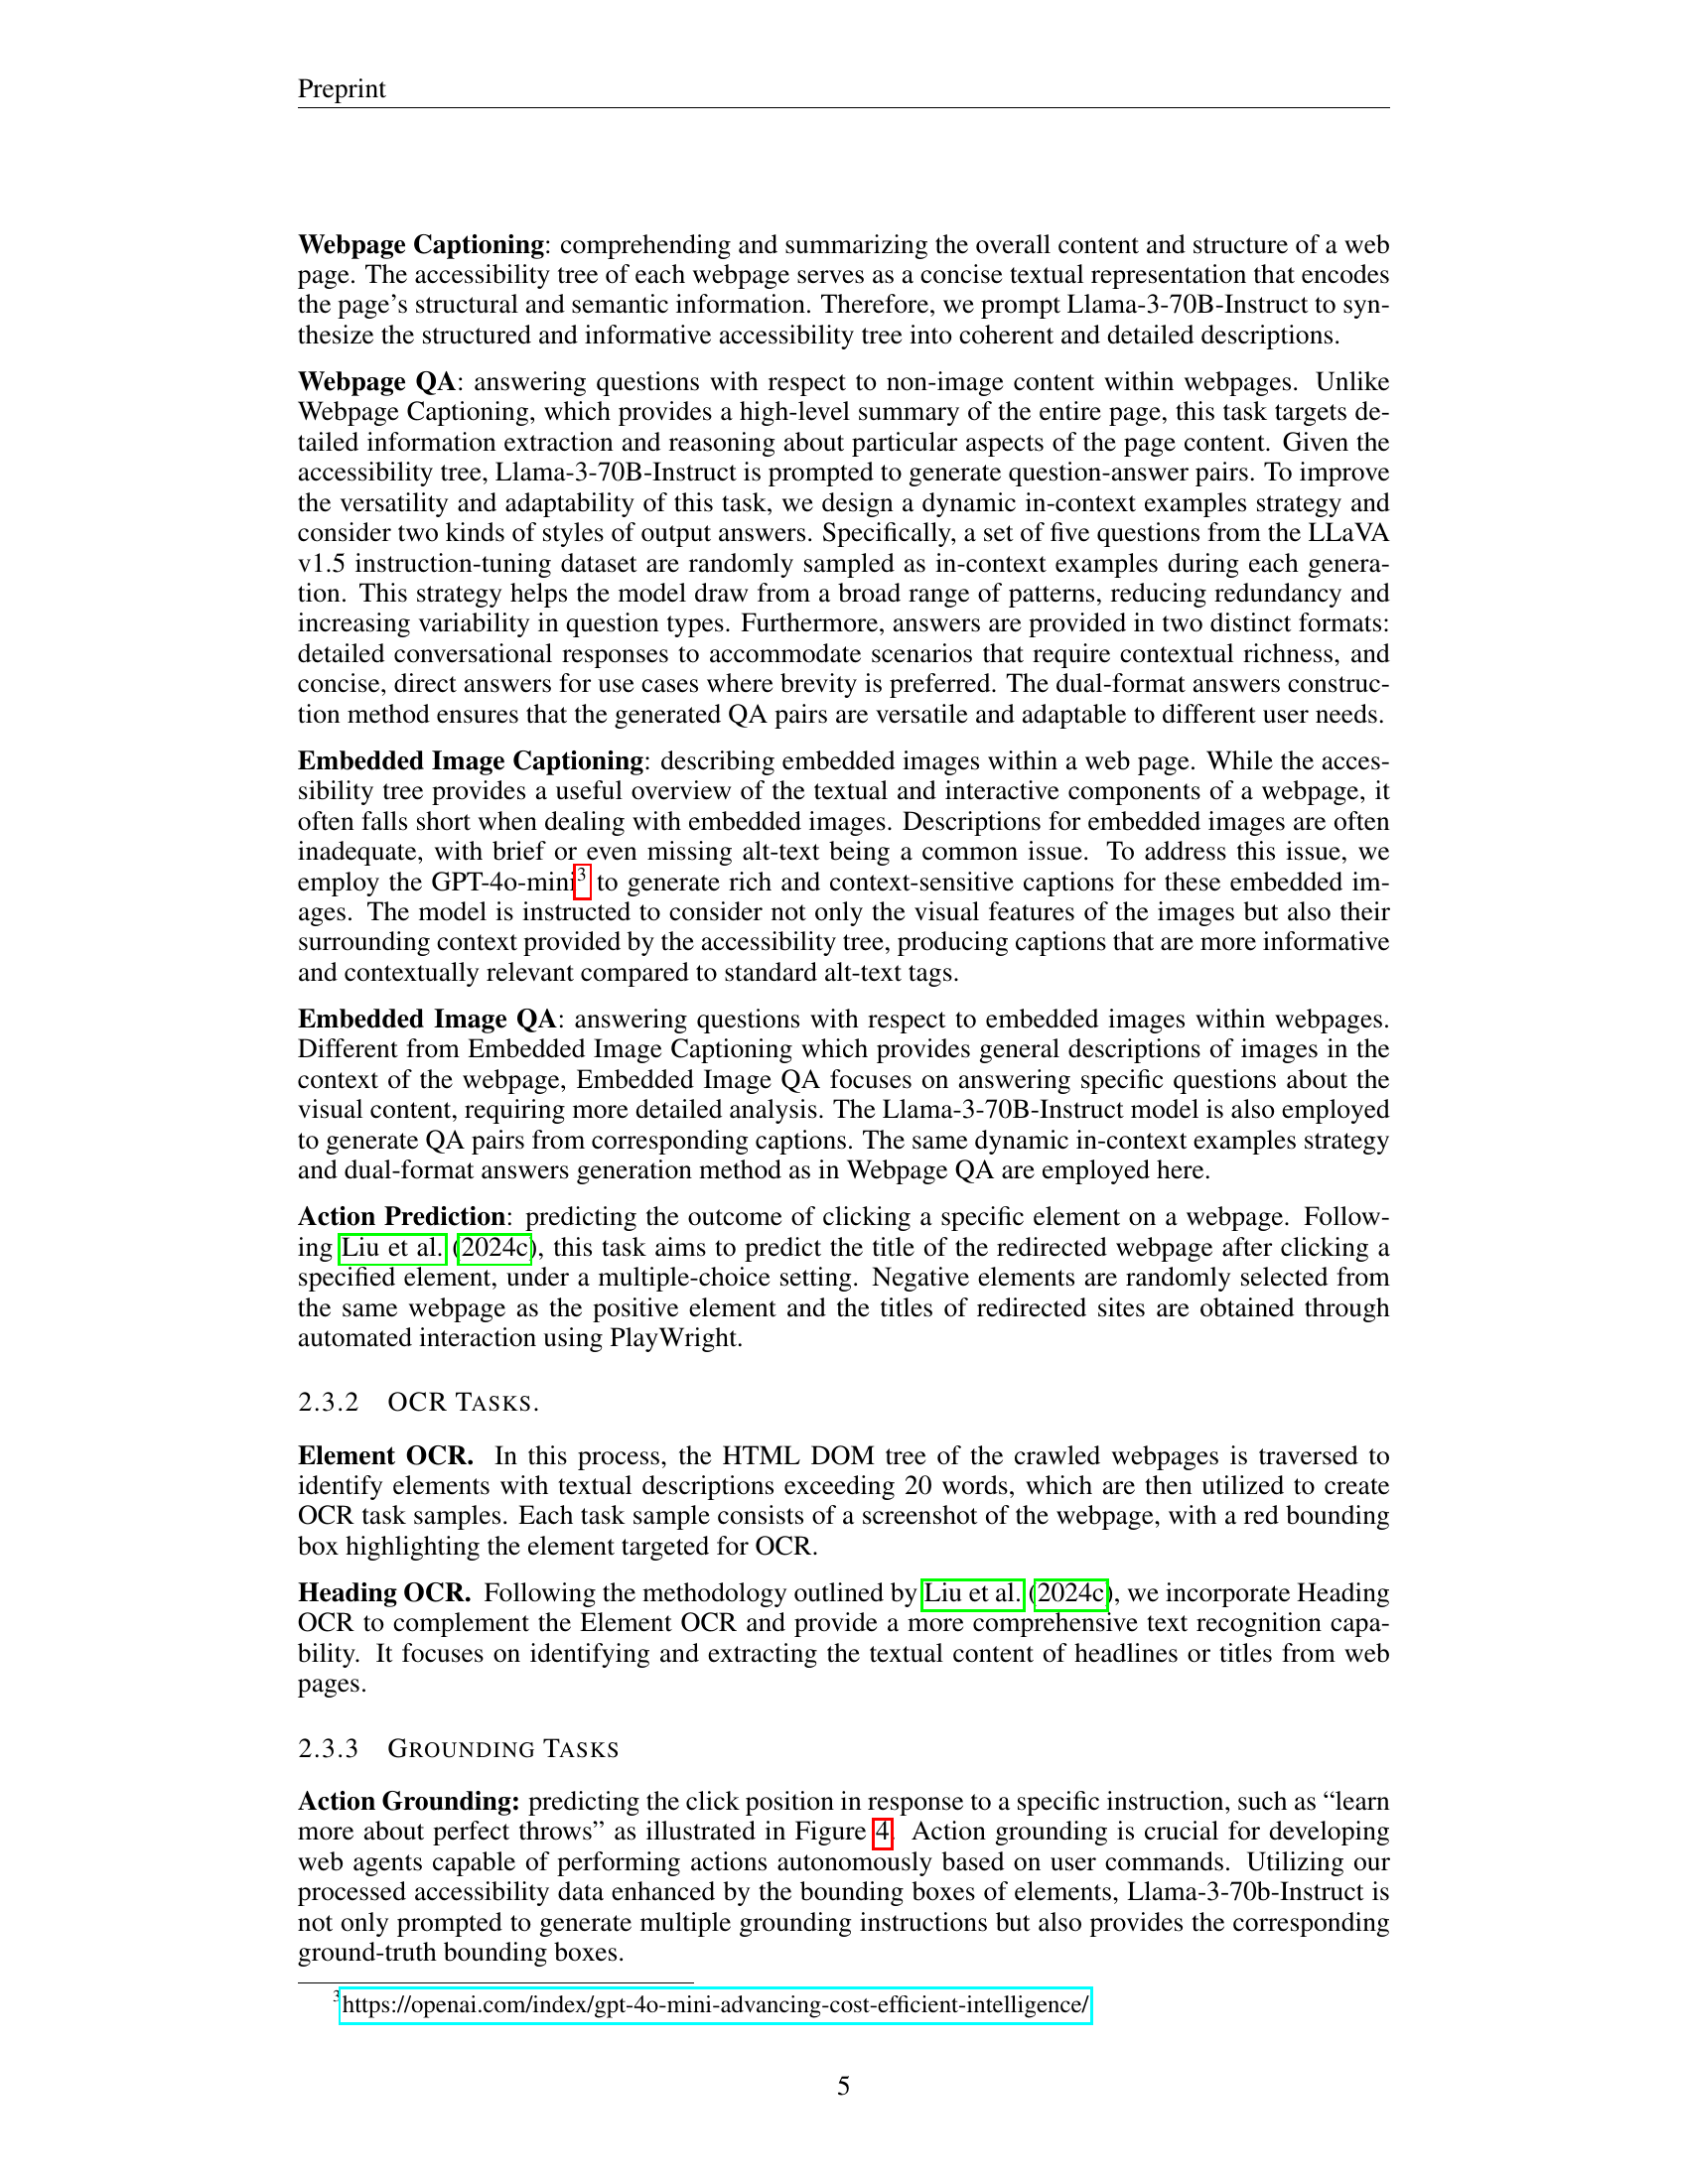 Preprint
Webpage Captioning: comprehending and summarizing the overall content and structure of a web
page. The accessibility tree of each webpage serves as a concise textual representation that encodes
the page's structural and semantic information. Therefore, we prompt Llama-3-70B-Instruct to syn-
thesize the structured and informative accessibility tree into coherent and detailed descriptions.
Webpage QA: answering questions with respect to non-image content within webpages. Unlike
Webpage Captioning, which provides a high-level summary of the entire page, this task targets de-
tailed information extraction and reasoning about particular aspects of the page content. Given the
accessibility tree, Llama-3-70B-Instruct is prompted to generate question-answer pairs. To improve
the versatility and adaptability of this task, we design a dynamic in-context examples strategy and
consider two kinds of styles of output answers. Specifically, a set of five questions from the LLaVA
v1.5 instruction-tuning dataset are randomly sampled as in-context examples during each genera-
tion. This strategy helps the model draw from a broad range of patterns, reducing redundancy and
increasing variability in question types. Furthermore, answers are provided in two distinct formats:
detailed conversational responses to accommodate scenarios that require contextual richness, and
concise, direct answers for use cases where brevity is preferred. The dual-format answers construc-
tion method ensures that the generated QA pairs are versatile and adaptable to different user needs.
Embedded Image Captioning: describing embedded images within a web page. While the acces-
sibility tree provides a useful overview of the textual and interactive components of a webpage, it
often falls short when dealing with embedded images. Descriptions for embedded images are often
inadequate, with brief or even missing alt-text being a common issue. To address this issue, we
employ the GPT-4o-mini3 to generate rich and context-sensitive captions for these embedded im-
ages. The model is instructed to consider not only the visual features of the images but also their
surrounding context provided by the accessibility tree, producing captions that are more informative
and contextually relevant compared to standard alt-text tags.
Embedded Image QA: answering questions with respect to embedded images within webpages.
Different from Embedded Image Captioning which provides general descriptions of images in the
context of the webpage, Embedded Image QA focuses on answering specific questions about the
visual content, requiring more detailed analysis. The Llama-3-70B-Instruct model is also employed
to generate QA pairs from corresponding captions. The same dynamic in-context examples strategy
and dual-format answers generation method as in Webpage QA are employed here.
Action Prediction: predicting the outcome of clicking a specific element on a webpage. Follow-
ing Liu et al. (2024c), this task aims to predict the title of the redirected webpage after clicking a
specified element, under a multiple-choice setting. Negative elements are randomly selected from
the same webpage as the positive element and the titles of redirected sites are obtained through
automated interaction using PlayWright.
2.3.2 OCR TASKS.
Element OCR. In this process, the HTML DOM tree of the crawled webpages is traversed to
identify elements with textual descriptions exceeding 20 words, which are then utilized to create
OCR task samples. Each task sample consists of a screenshot of the webpage, with a red bounding
box highlighting the element targeted for OCR.
Heading OCR. Following the methodology outlined by Liu et al. (2024c), we incorporate Heading
OCR to complement the Element OCR and provide a more comprehensive text recognition capa-
bility. It focuses on identifying and extracting the textual content of headlines or titles from web
pages.
2.3.3 GROUNDING TASKS
Action Grounding: predicting the click position in response to a specific instruction, such as “learn
more about perfect throws” as illustrated in Figure 4. Action grounding is crucial for developing
web agents capable of performing actions autonomously based on user commands. Utilizing our
processed accessibility data enhanced by the bounding boxes of elements, Llama-3-70b-Instruct is
not only prompted to generate multiple grounding instructions but also provides the corresponding
ground-truth bounding boxes.
3https://openai.com/index/gpt-4o-mini-advancing-cost-efficient-intelligence/
5